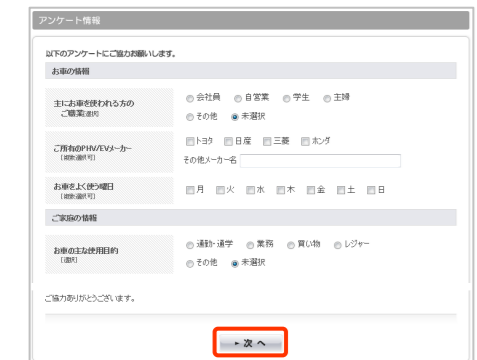 アンケート情報
以下のアンケートにご協力お願いします。
お車の情報
主にお車を使われる方の
ご職業[選択]
会社員 自営業 学生 主婦
その他 未選択
ご所有のPHV/EVメーカー
[複数選択可]
トヨタ 日産 三菱 ホンダ
その他メーカー名
お車をよく使う曜日
[複数選択可]
月 火 水 木 金 土 日
ご家庭の情報
お車の主な使用目的
[選択]
通勤・通学 業務 買い物 レジャー
その他 未選択
ご協力ありがとうございます。
次 へ